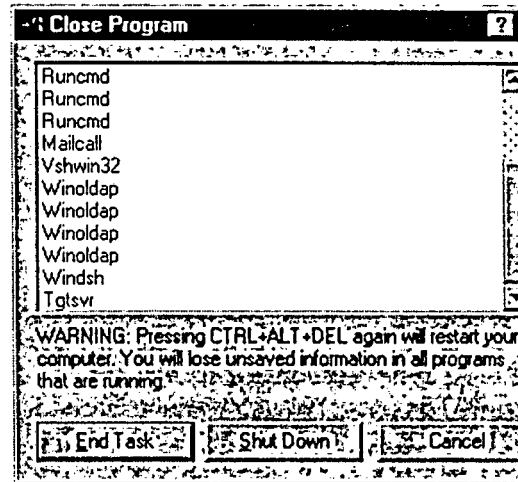 Close Program
?
Runcmd
Runcmd
Runcmd
Mailcall
Vshwin32
Winoldap
Winoldap
Winoldap
Winoldap
Windsh
Tgtsvr
WARNING: Pressing CTRL+ALT+DEL again will restart your
computer. You will lose unsaved information in all programs
that are running.
End Task
Shut Down
Cancel